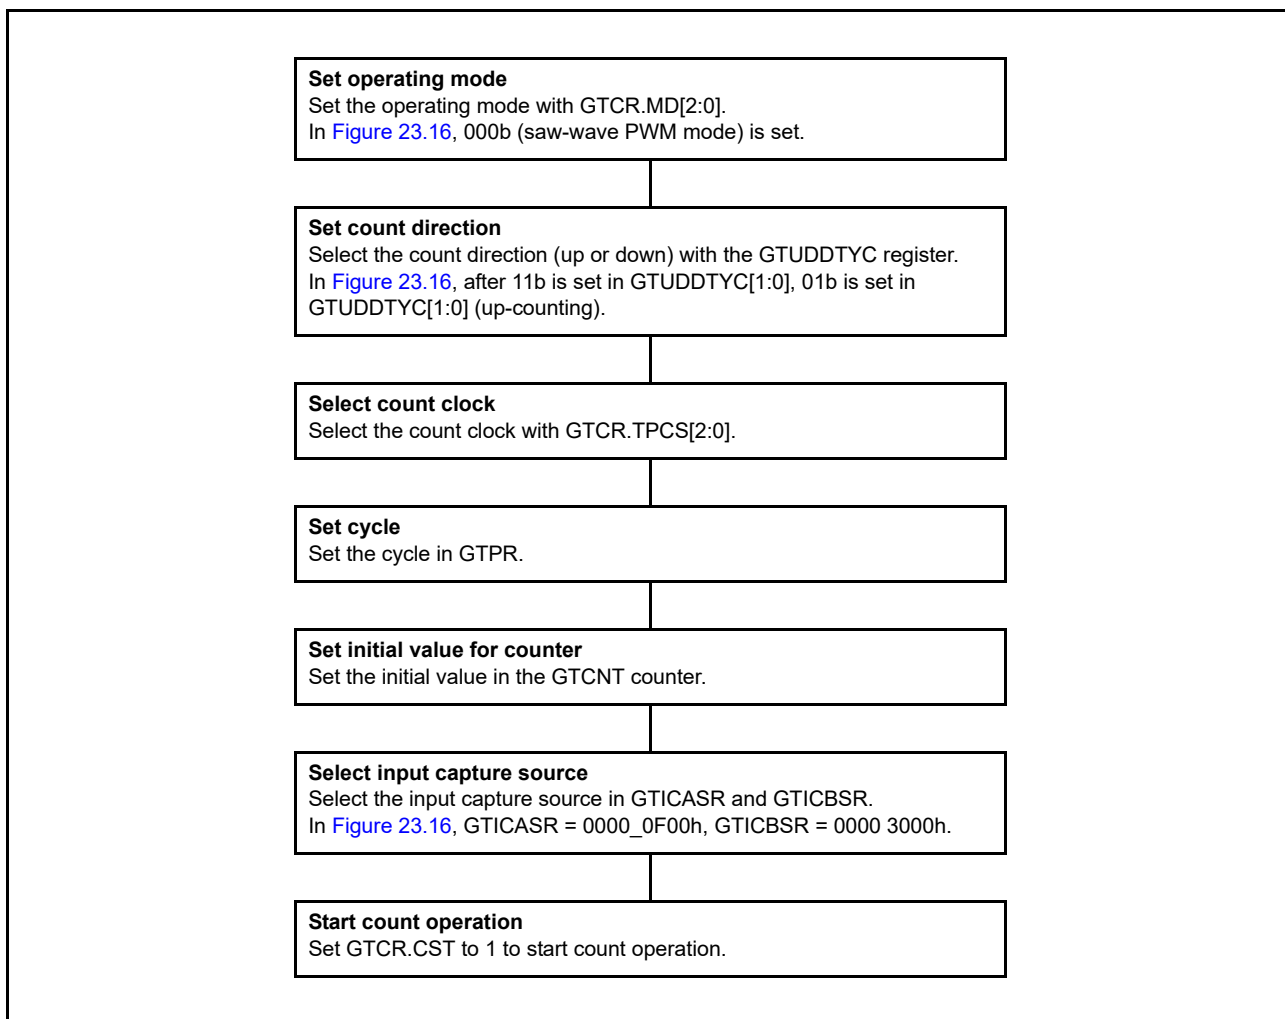 Set operating mode
Set the operating mode with GTCR.MD[2:0].
In Figure 23.16, 000b (saw-wave PWM mode) is set.
Set count direction
Select the count direction (up or down) with the GTUDDTYC register.
In Figure 23.16, after 11b is set in GTUDDTYC[1:0], 01b is set in
GTUDDTYC[1:0] (up-counting).
Select count clock
Select the count clock with GTCR.TPCS[2:0].
Set cycle
Set the cycle in GTPR.
Set initial value for counter
Set the initial value in the GTCNT counter.
Select input capture source
Select the input capture source in GTICASR and GTICBSR.
In Figure 23.16, GTICASR = 0000_0F00h, GTICBSR = 0000 3000h.
Start count operation
Set GTCR.CST to 1 to start count operation.